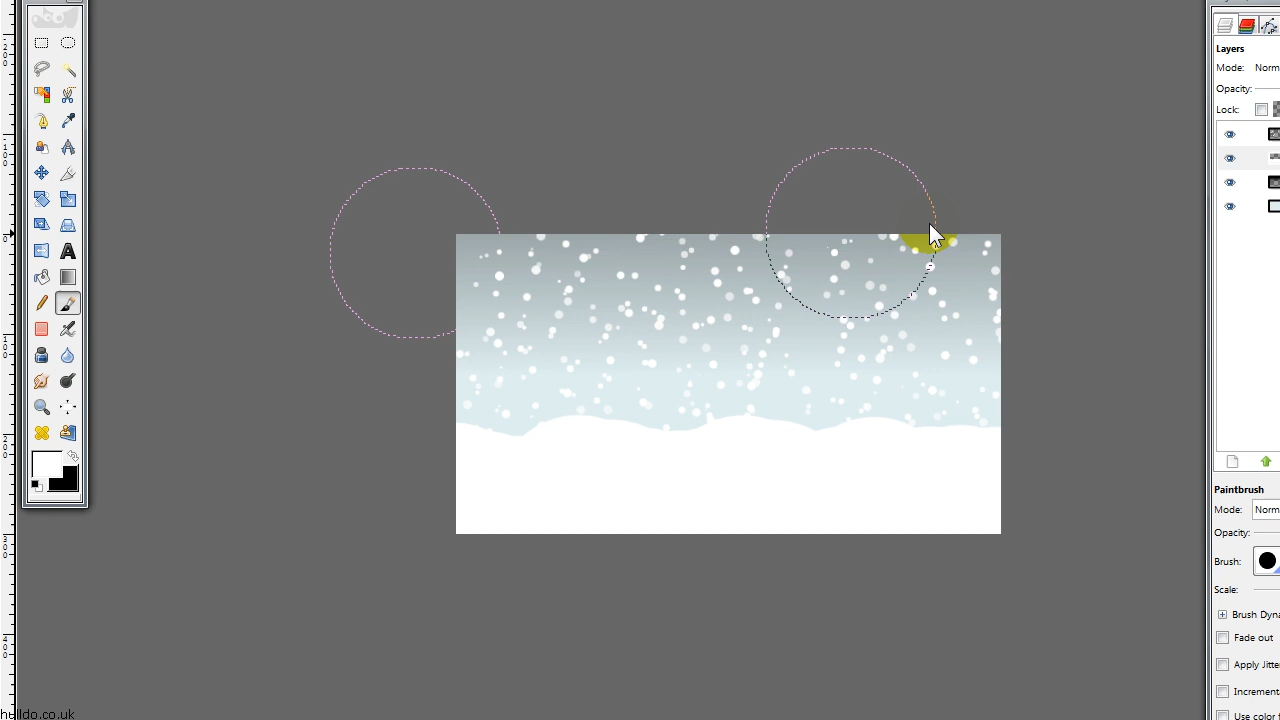 Layers
Mode: Norm
Opacity:
Lock:
Paintbrush
Mode: Norm
Opacity:
Brush:
Scale:
Brush Dyna
Fade out
Apply Jitte
Increment
Use color
hulldo.co.uk